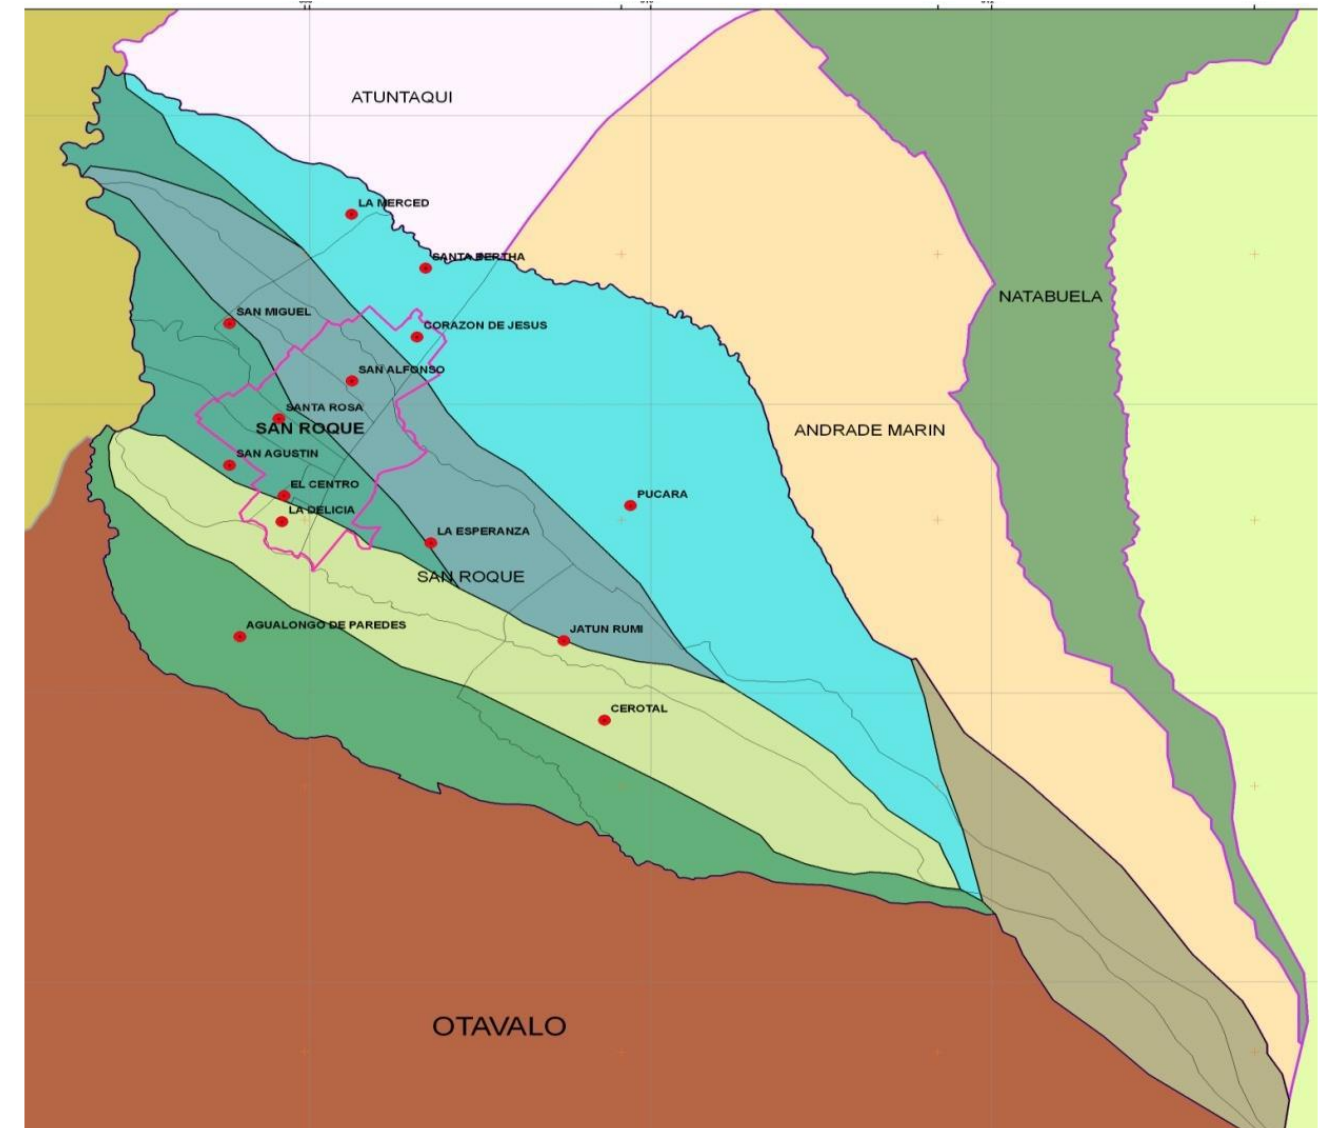 ATUNTAQUI
LA MERCED
SANTA BERTHA
NATABUELA
SAN MIGUEL
CORAZON DE JESUS
SAN ALFONSO
SANTA ROSA
SAN ROQUE
ANDRADE MARIN
SAN AGUSTIN
EL CENTRO
PUCARA
LA DELICIA
LA ESPERANZA
SAN ROQUE
AGUALONGO DE PAREDES
JATUN RUMI
CEROTAL
OTAVALO